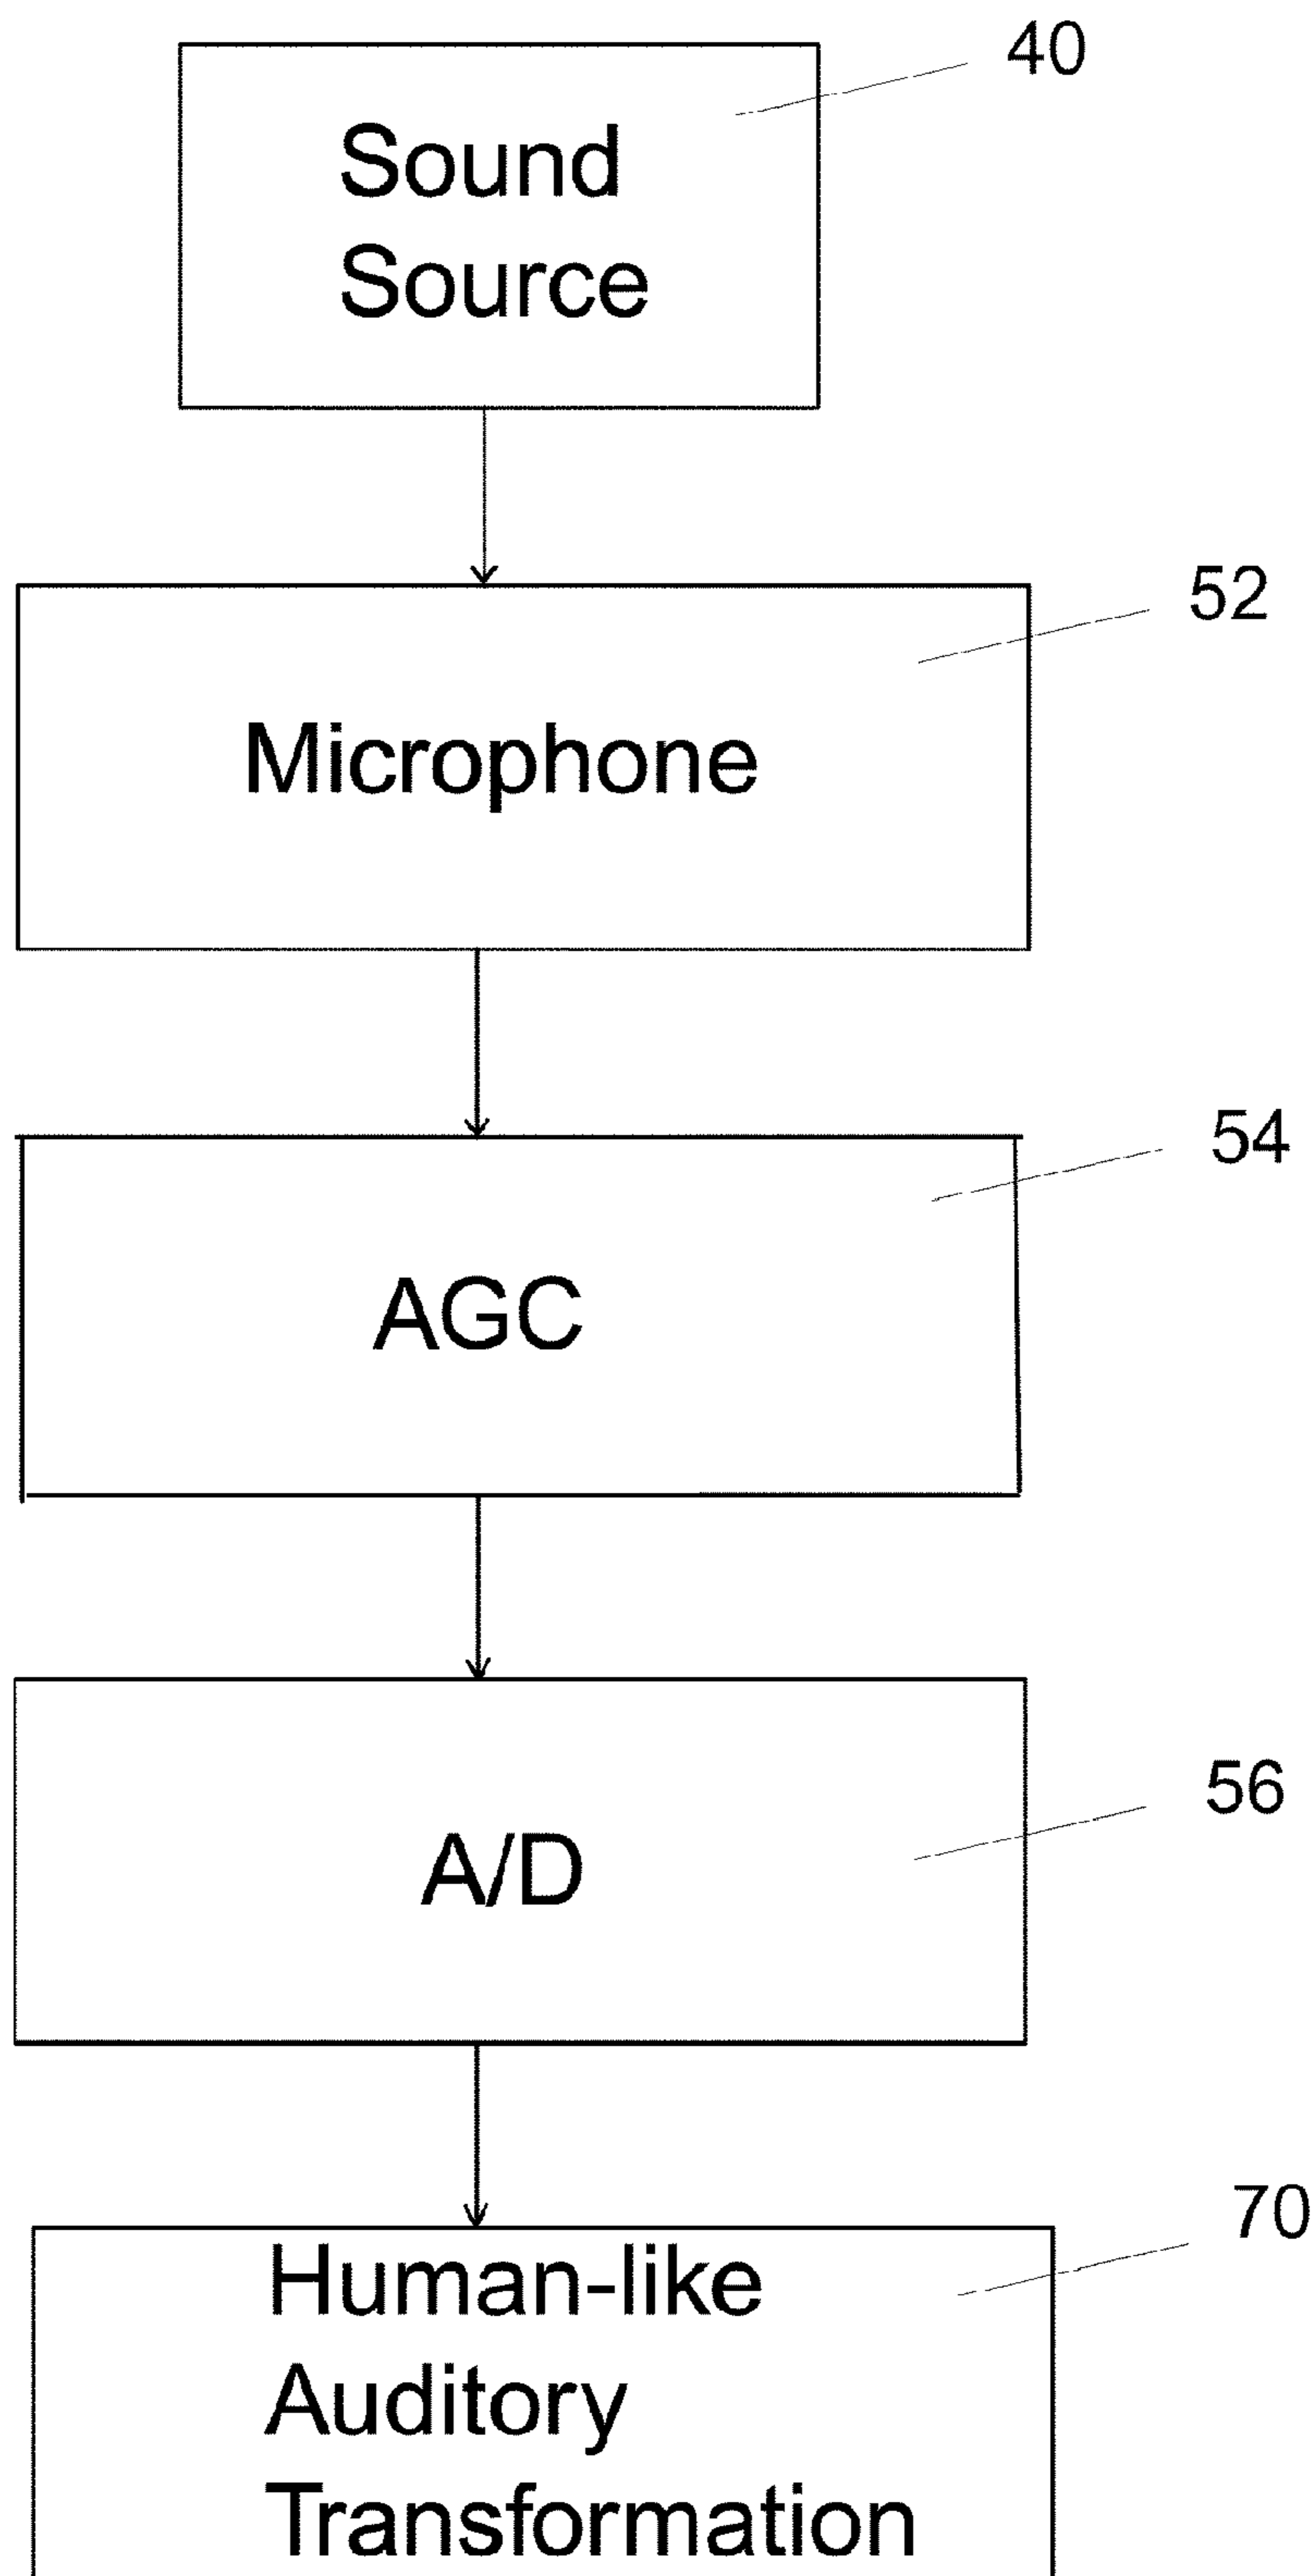 40
Sound
Source
52
Microphone
54
AGC
56
A/D
70
Human-like
Auditory
Transformation